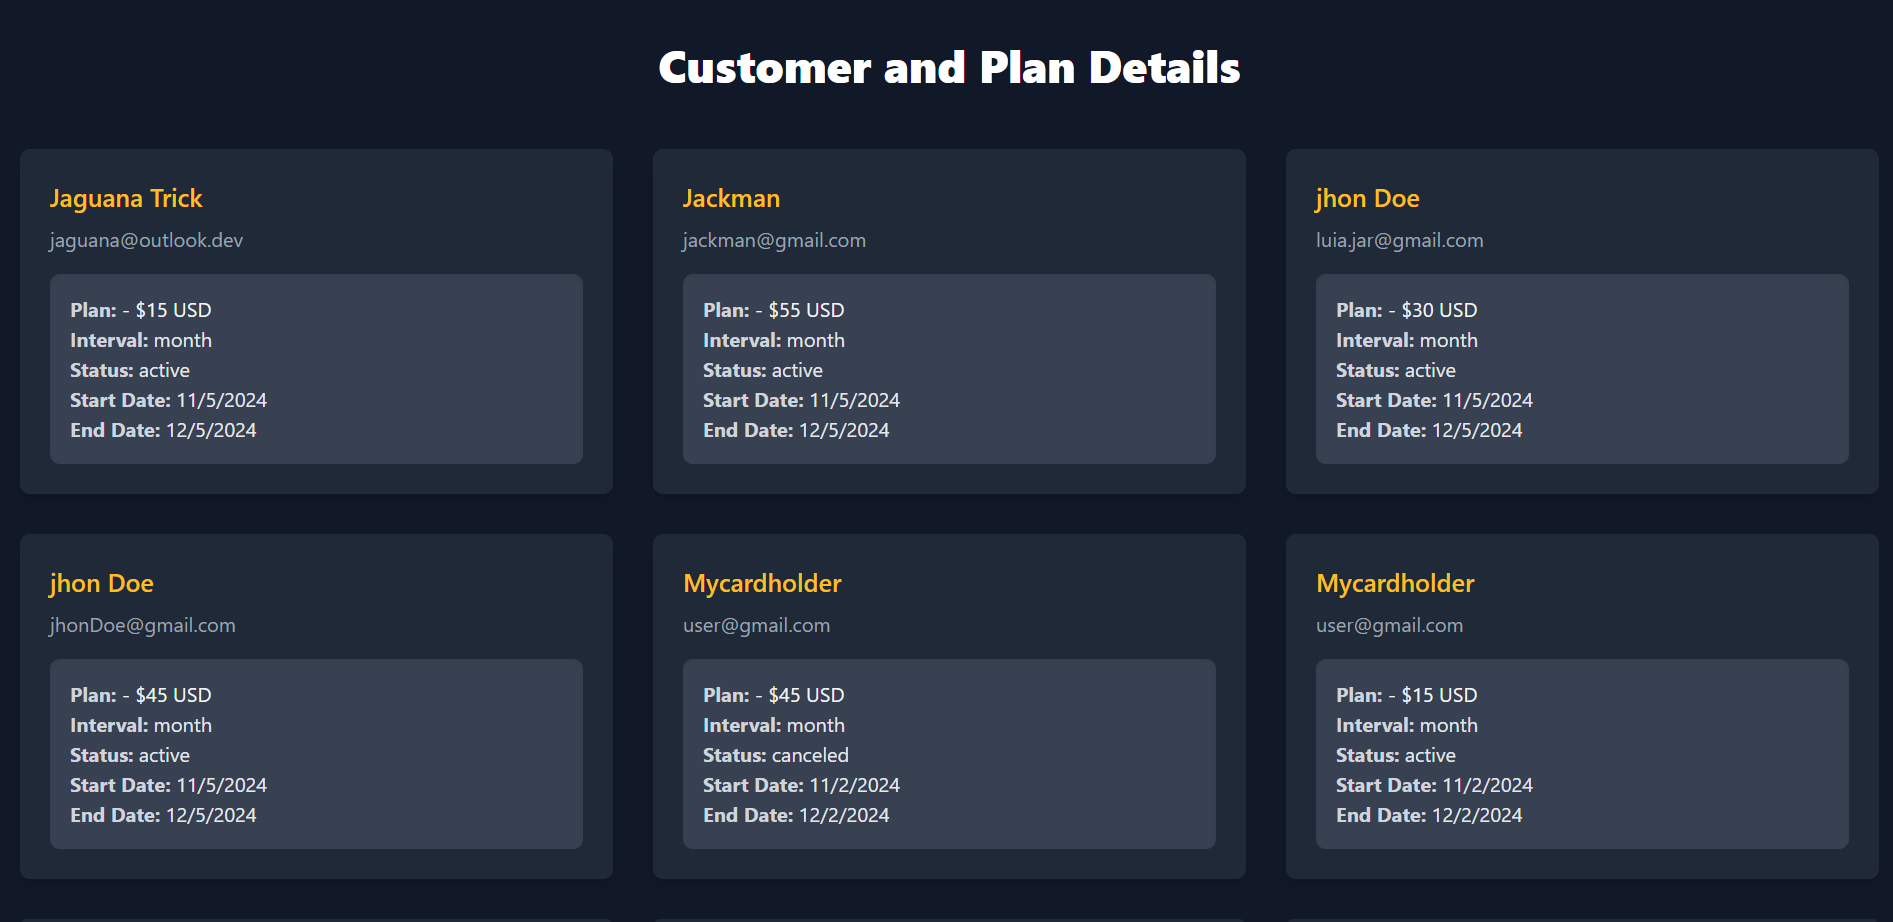 Customer and Plan Details
Jaguana Trick
jaguana@outlook.dev
Plan: - $15 USD
Interval: month
Status: active
Start Date: 11/5/2024
End Date: 12/5/2024
Jackman
jackman@gmail.com
Plan: - $55 USD
Interval: month
Status: active
Start Date: 11/5/2024
End Date: 12/5/2024
jhon Doe
luia.jar@gmail.com
Plan: - $30 USD
Interval: month
Status: active
Start Date: 11/5/2024
End Date: 12/5/2024
jhon Doe
jhonDoe@gmail.com
Plan: - $45 USD
Interval: month
Status: active
Start Date: 11/5/2024
End Date: 12/5/2024
Mycardholder
user@gmail.com
Plan: - $45 USD
Interval: month
Status: canceled
Start Date: 11/2/2024
End Date: 12/2/2024
Mycardholder
user@gmail.com
Plan: - $15 USD
Interval: month
Status: active
Start Date: 11/2/2024
End Date: 12/2/2024